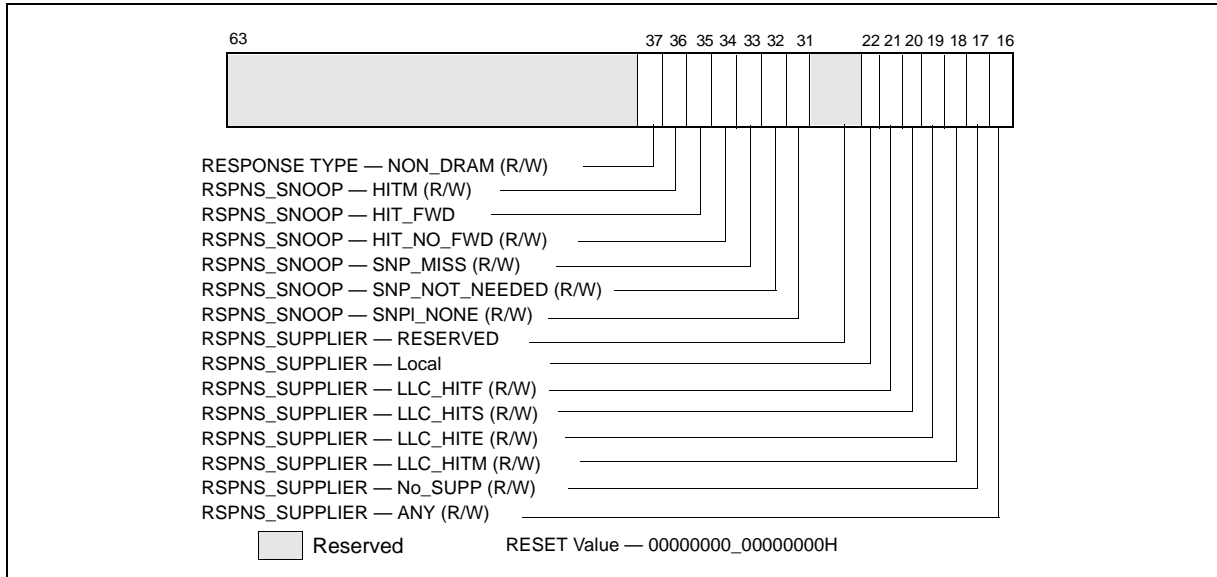 63 37 36 35 34 33 32 31 22 21 20 19 18 17 16
RESPONSE TYPE — NON_DRAM (R/W)
RSPNS_SNOOP — HITM (R/W)
RSPNS_SNOOP — HIT_FWD
RSPNS_SNOOP — HIT_NO_FWD (R/W)
RSPNS_SNOOP — SNP_MISS (R/W)
RSPNS_SNOOP — SNP_NOT_NEEDED (R/W)
RSPNS_SNOOP — SNPI_NONE (R/W)
RSPNS_SUPPLIER — RESERVED
RSPNS_SUPPLIER — Local
RSPNS_SUPPLIER — LLC_HITF (R/W)
RSPNS_SUPPLIER — LLC_HITS (R/W)
RSPNS_SUPPLIER — LLC_HITE (R/W)
RSPNS_SUPPLIER — LLC_HITM (R/W)
RSPNS_SUPPLIER — No_SUPP (R/W)
RSPNS_SUPPLIER — ANY (R/W)
Reserved RESET Value — 00000000_00000000H